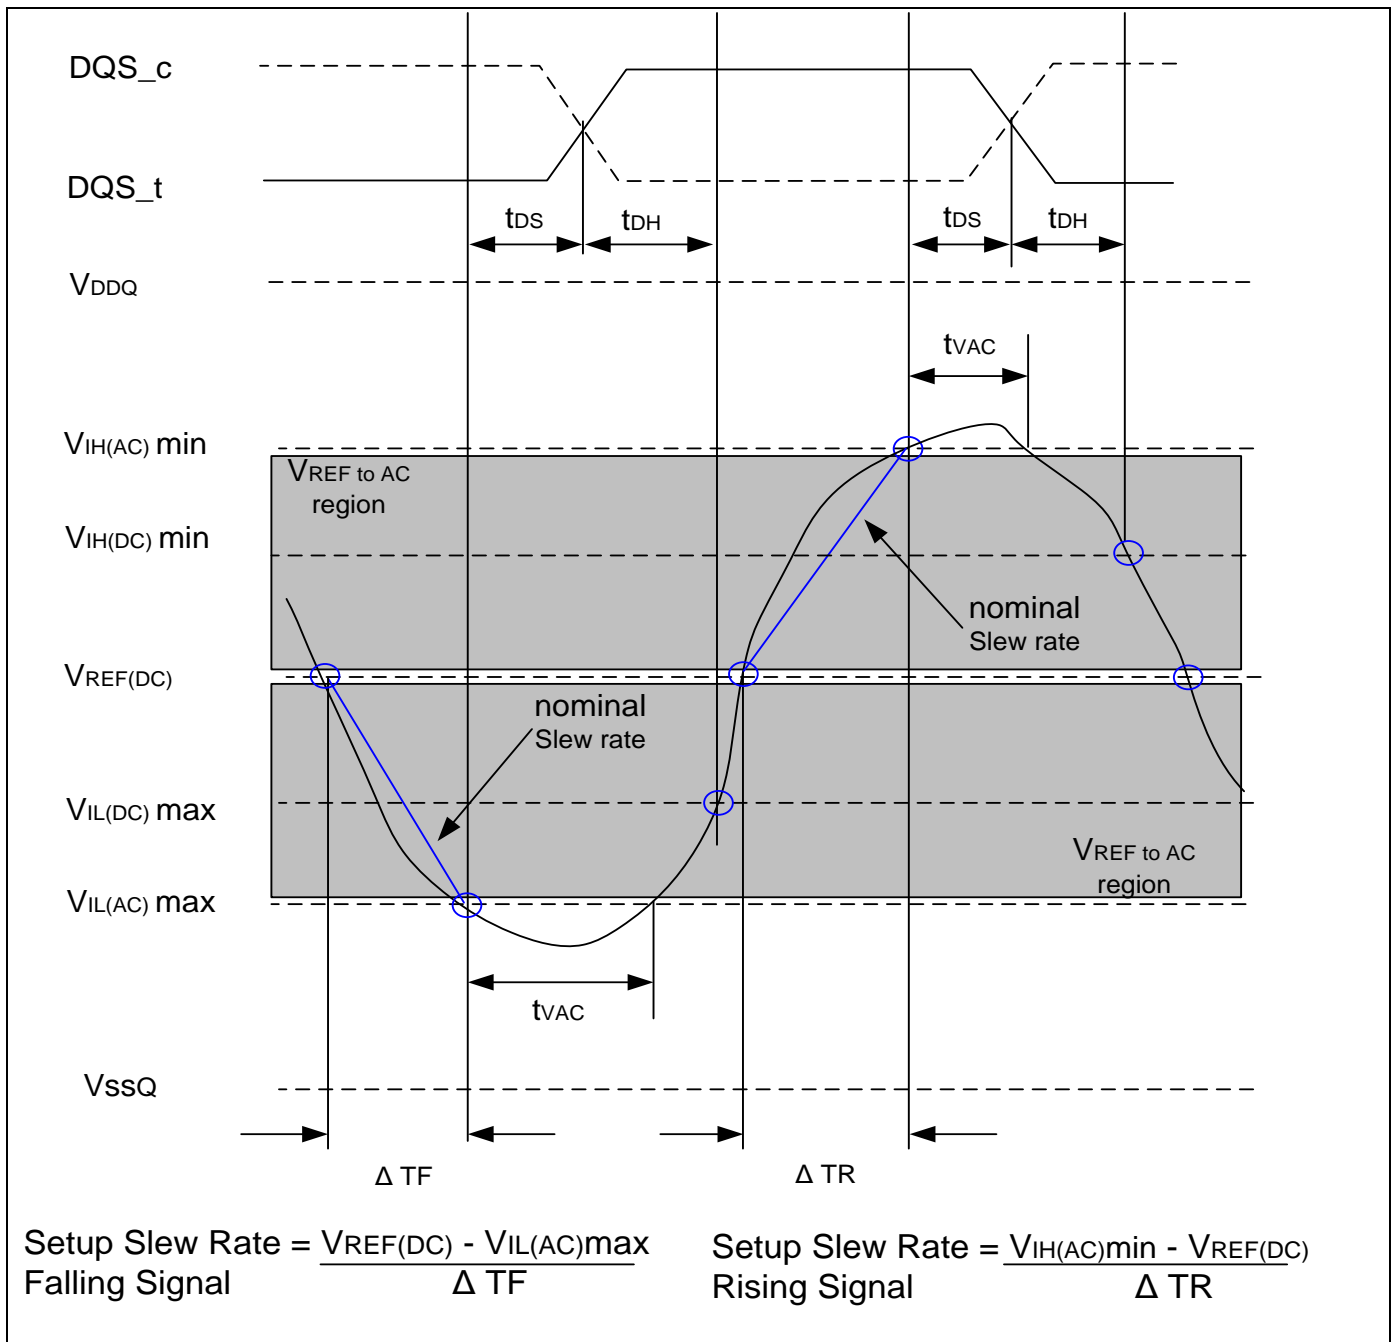 DQS_c
DQS_t
tDS
tDH
tDS
tDH
VDDQ
tVAC
VIH(AC) min
VREF to AC
region
VIH(DC) min
nominal
Slew rate
VREF(DC)
nominal
Slew rate
VIL(DC) max
VREF to AC
region
VIL(AC) max
tVAC
VssQ
Δ TF
Δ TR
Setup Slew Rate = VREF(DC) - VIL(AC)max
Falling Signal Δ TF
Setup Slew Rate = VIH(AC)min - VREF(DC)
Rising Signal Δ TR